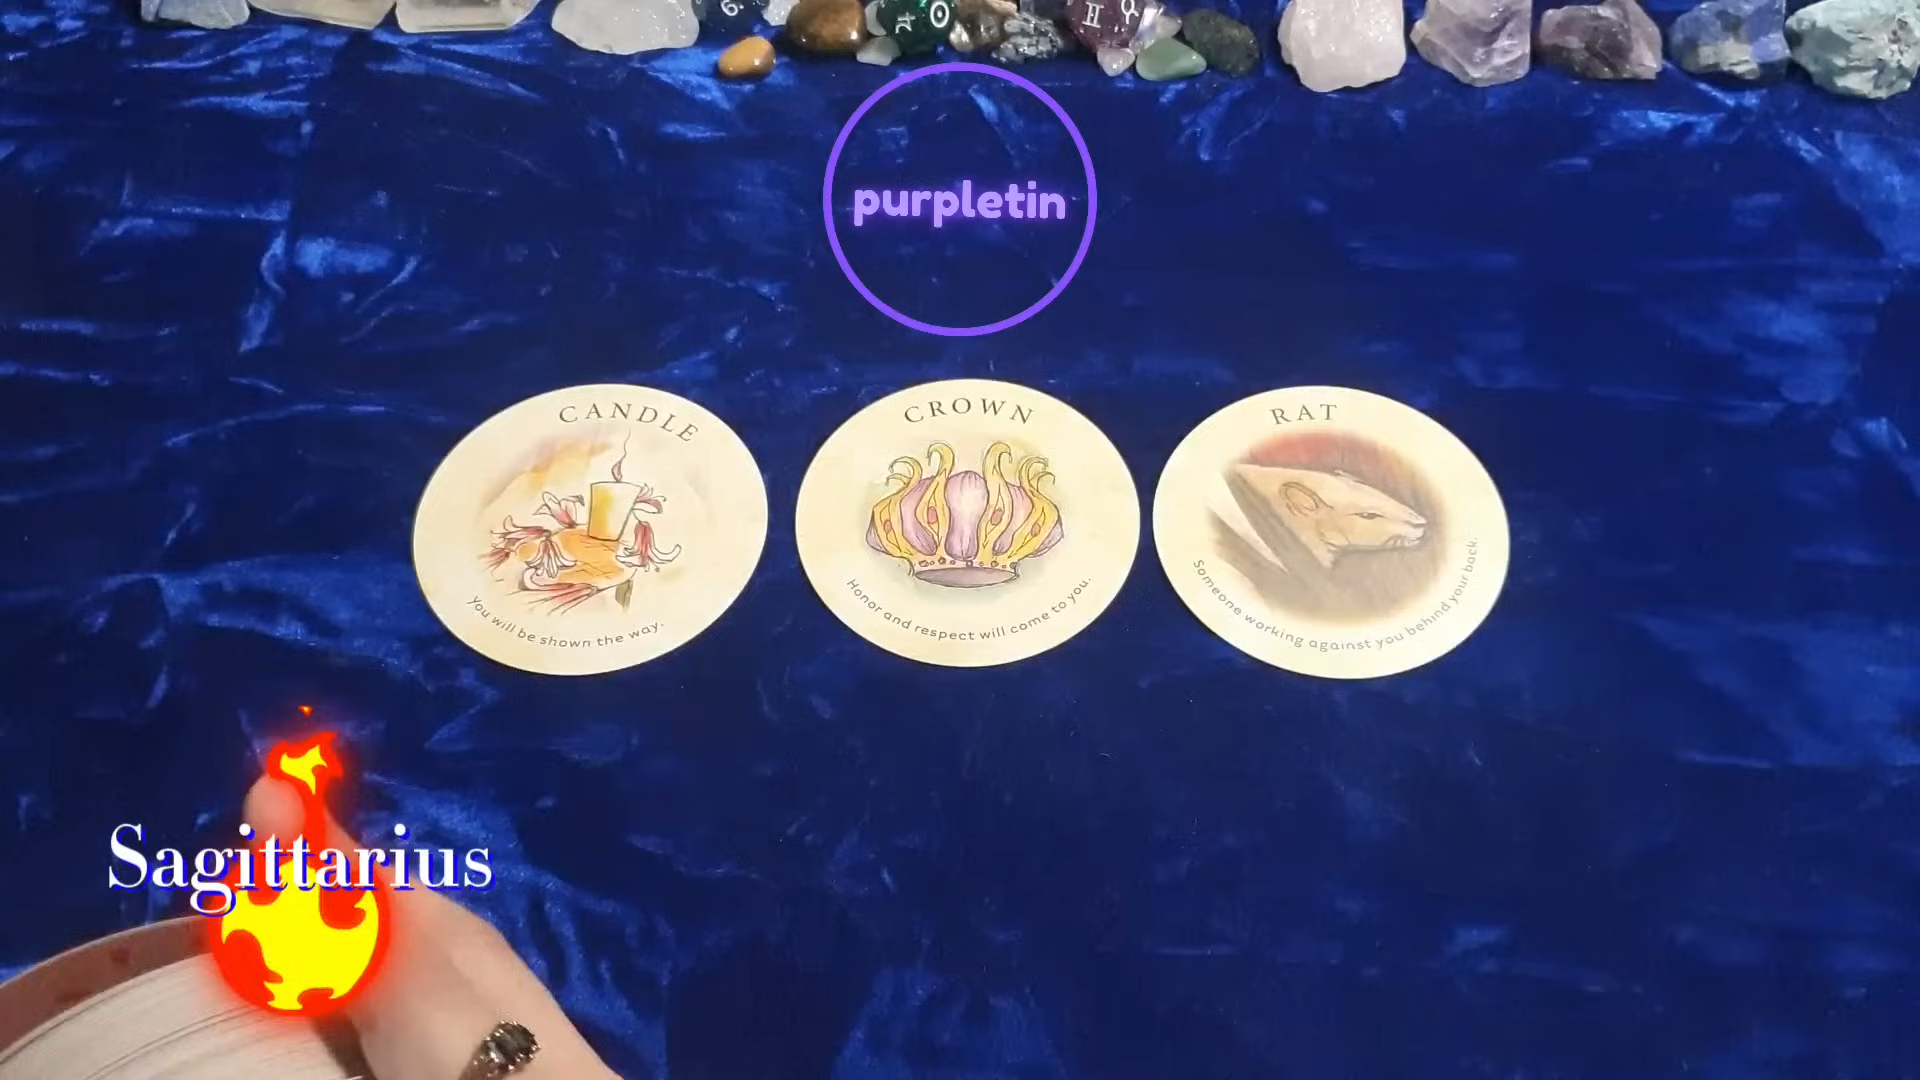 purpletin
CANDLE
You will be shown the way.
CROWN
Honor and respect will come to you.
RAT
Someone working against you behind your back.
Sagittarius